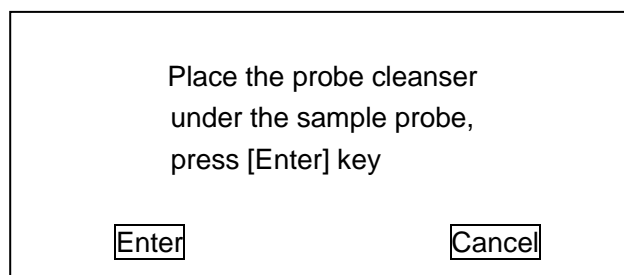 Place the probe cleanser
under the sample probe,
press [Enter] key
Enter Cancel